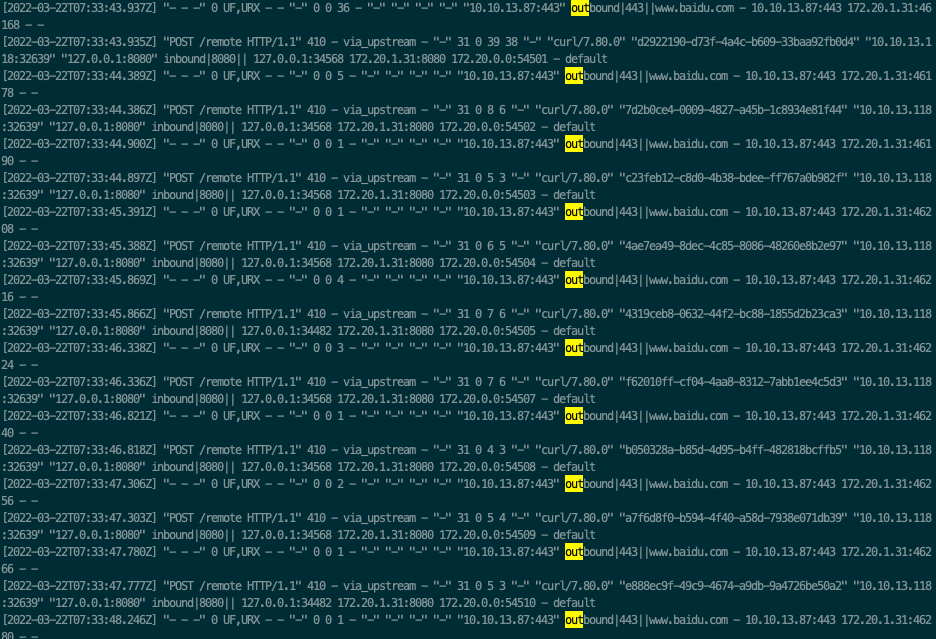 [2022-03-22T07:33:43.937Z] "- - -" 0 UF,URX - - "-" 0 0 36 - "-" "-" "-" "-" "10.10.13.87:443" outbound|443||www.baidu.com - 10.10.13.87:443 172.20.1.31:46
168 - -
[2022-03-22T07:33:43.935Z] "POST /remote HTTP/1.1" 410 - via_upstream - "-" 31 0 39 38 "-" "curl/7.80.0" "d2922190-d73f-4a4c-b609-33baa92fb0d4" "10.10.13.1
18:32639" "127.0.0.1:8080" inbound|8080|| 127.0.0.1:34568 172.20.1.31:8080 172.20.0.0:54501 - default
[2022-03-22T07:33:44.389Z] "- - -" 0 UF,URX - - "-" 0 0 5 - "-" "-" "-" "-" "10.10.13.87:443" outbound|443||www.baidu.com - 10.10.13.87:443 172.20.1.31:461
78 - -
[2022-03-22T07:33:44.386Z] "POST /remote HTTP/1.1" 410 - via_upstream - "-" 31 0 8 6 "-" "curl/7.80.0" "7d2b0ce4-0009-4827-a45b-1c8934e81f44" "10.10.13.118
:32639" "127.0.0.1:8080" inbound|8080|| 127.0.0.1:34568 172.20.1.31:8080 172.20.0.0:54502 - default
[2022-03-22T07:33:44.900Z] "- - -" 0 UF,URX - - "-" 0 0 1 - "-" "-" "-" "-" "10.10.13.87:443" outbound|443||www.baidu.com - 10.10.13.87:443 172.20.1.31:461
90 - -
[2022-03-22T07:33:44.897Z] "POST /remote HTTP/1.1" 410 - via_upstream - "-" 31 0 5 3 "-" "curl/7.80.0" "c23feb12-c8d0-4b38-bdee-ff767a0b982f" "10.10.13.118
:32639" "127.0.0.1:8080" inbound|8080|| 127.0.0.1:34568 172.20.1.31:8080 172.20.0.0:54503 - default
[2022-03-22T07:33:45.391Z] "- - -" 0 UF,URX - - "-" 0 0 1 - "-" "-" "-" "-" "10.10.13.87:443" outbound|443||www.baidu.com - 10.10.13.87:443 172.20.1.31:462
08 - -
[2022-03-22T07:33:45.388Z] "POST /remote HTTP/1.1" 410 - via_upstream - "-" 31 0 6 5 "-" "curl/7.80.0" "4ae7ea49-8dec-4c85-8086-48260e8b2e97" "10.10.13.118
:32639" "127.0.0.1:8080" inbound|8080|| 127.0.0.1:34568 172.20.1.31:8080 172.20.0.0:54504 - default
[2022-03-22T07:33:45.869Z] "- - -" 0 UF,URX - - "-" 0 0 4 - "-" "-" "-" "-" "10.10.13.87:443" outbound|443||www.baidu.com - 10.10.13.87:443 172.20.1.31:462
16 - -
[2022-03-22T07:33:45.866Z] "POST /remote HTTP/1.1" 410 - via_upstream - "-" 31 0 7 6 "-" "curl/7.80.0" "4319ceb8-0632-44f2-bc88-1855d2b23ca3" "10.10.13.118
:32639" "127.0.0.1:8080" inbound|8080|| 127.0.0.1:34482 172.20.1.31:8080 172.20.0.0:54505 - default
[2022-03-22T07:33:46.338Z] "- - -" 0 UF,URX - - "-" 0 0 3 - "-" "-" "-" "-" "10.10.13.87:443" outbound|443||www.baidu.com - 10.10.13.87:443 172.20.1.31:462
24 - -
[2022-03-22T07:33:46.336Z] "POST /remote HTTP/1.1" 410 - via_upstream - "-" 31 0 7 6 "-" "curl/7.80.0" "f62010ff-cf04-4aa8-8312-7abb1ee4c5d3" "10.10.13.118
:32639" "127.0.0.1:8080" inbound|8080|| 127.0.0.1:34568 172.20.1.31:8080 172.20.0.0:54507 - default
[2022-03-22T07:33:46.821Z] "- - -" 0 UF,URX - - "-" 0 0 1 - "-" "-" "-" "-" "10.10.13.87:443" outbound|443||www.baidu.com - 10.10.13.87:443 172.20.1.31:462
40 - -
[2022-03-22T07:33:46.818Z] "POST /remote HTTP/1.1" 410 - via_upstream - "-" 31 0 4 3 "-" "curl/7.80.0" "b050328a-b85d-4d95-b4ff-482818bcffb5" "10.10.13.118
:32639" "127.0.0.1:8080" inbound|8080|| 127.0.0.1:34568 172.20.1.31:8080 172.20.0.0:54508 - default
[2022-03-22T07:33:47.306Z] "- - -" 0 UF,URX - - "-" 0 0 2 - "-" "-" "-" "-" "10.10.13.87:443" outbound|443||www.baidu.com - 10.10.13.87:443 172.20.1.31:462
56 - -
[2022-03-22T07:33:47.303Z] "POST /remote HTTP/1.1" 410 - via_upstream - "-" 31 0 5 4 "-" "curl/7.80.0" "a7f6d8f0-b594-4f40-a58d-7938e071db39" "10.10.13.118
:32639" "127.0.0.1:8080" inbound|8080|| 127.0.0.1:34568 172.20.1.31:8080 172.20.0.0:54509 - default
[2022-03-22T07:33:47.780Z] "- - -" 0 UF,URX - - "-" 0 0 1 - "-" "-" "-" "-" "10.10.13.87:443" outbound|443||www.baidu.com - 10.10.13.87:443 172.20.1.31:462
66 - -
[2022-03-22T07:33:47.777Z] "POST /remote HTTP/1.1" 410 - via_upstream - "-" 31 0 5 3 "-" "curl/7.80.0" "e888ec9f-49c9-4674-a9db-9a4726be50a2" "10.10.13.118
:32639" "127.0.0.1:8080" inbound|8080|| 127.0.0.1:34482 172.20.1.31:8080 172.20.0.0:54510 - default
[2022-03-22T07:33:48.246Z] "- - -" 0 UF,URX - - "-" 0 0 1 - "-" "-" "-" "-" "10.10.13.87:443" outbound|443||www.baidu.com - 10.10.13.87:443 172.20.1.31:462
80 - -